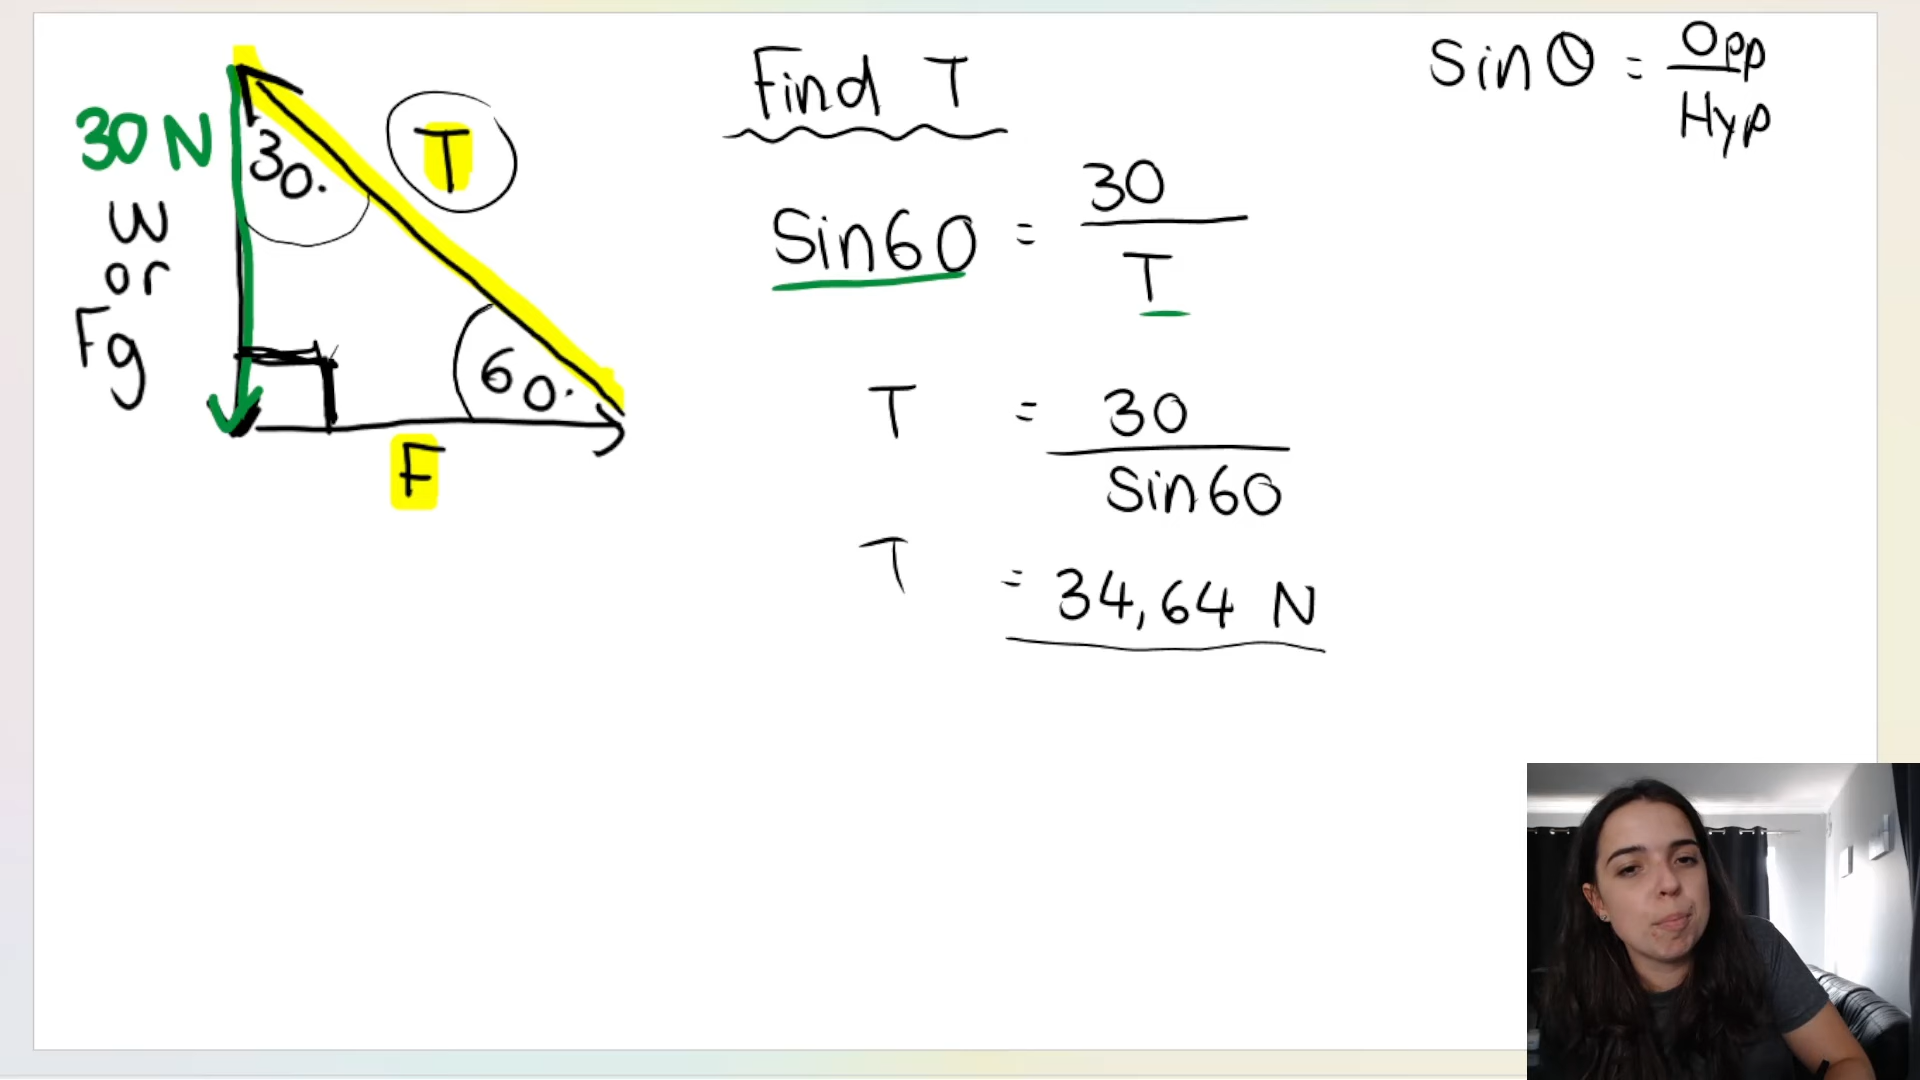 30 N
W
or
Fg
30°
T
60°
F
Find T
Sin60 = 30
T
T = 30
Sin60
T = 34,64 N
Sin θ = Opp
Hyp